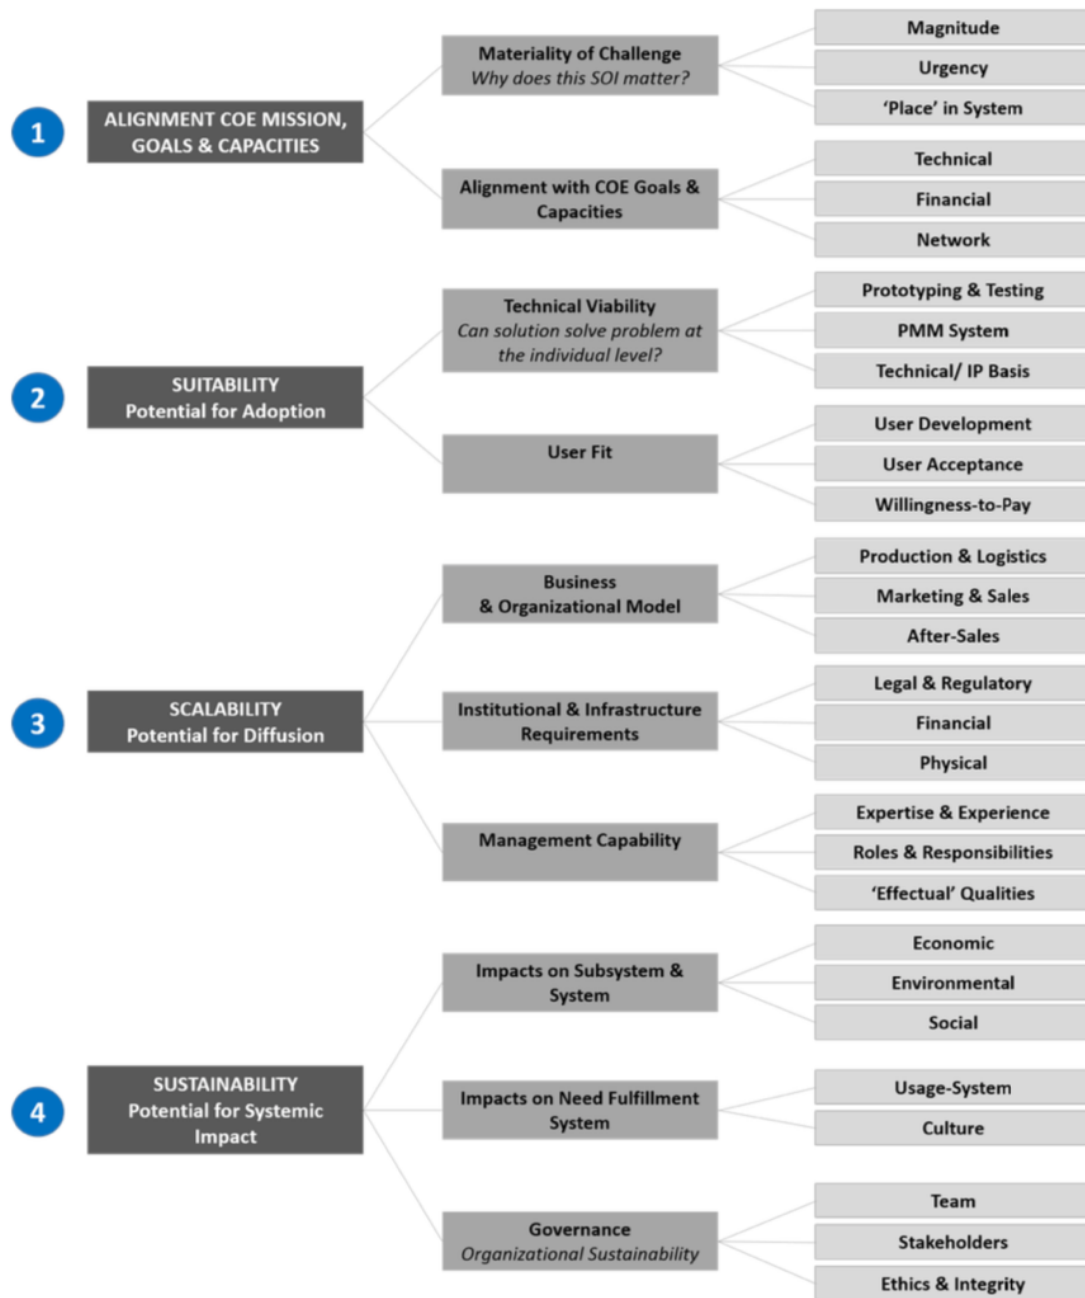 1
ALIGNMENT COE MISSION,
GOALS & CAPACITIES
Materiality of Challenge
Why does this SOI matter?
Magnitude
Urgency
‘Place’ in System
Alignment with COE Goals &
Capacities
Technical
Financial
Network
2
SUITABILITY
Potential for Adoption
Technical Viability
Can solution solve problem at
the individual level?
Prototyping & Testing
PMM System
Technical/ IP Basis
User Fit
User Development
User Acceptance
Willingness-to-Pay
3
SCALABILITY
Potential for Diffusion
Business
& Organizational Model
Production & Logistics
Marketing & Sales
After-Sales
Institutional & Infrastructure
Requirements
Legal & Regulatory
Financial
Physical
Management Capability
Expertise & Experience
Roles & Responsibilities
‘Effectual’ Qualities
4
SUSTAINABILITY
Potential for Systemic
Impact
Impacts on Subsystem &
System
Economic
Environmental
Social
Impacts on Need Fulfillment
System
Usage-System
Culture
Governance
Organizational Sustainability
Team
Stakeholders
Ethics & Integrity